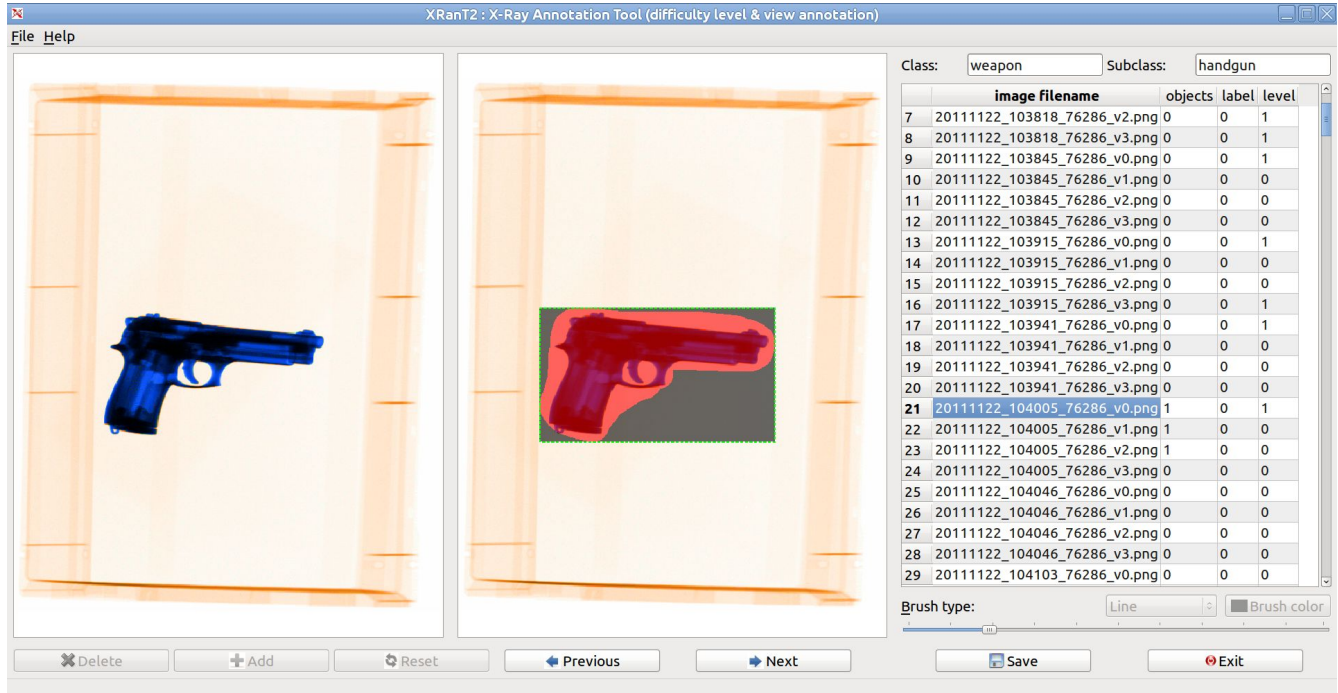 XRanT2 : X-Ray Annotation Tool (difficulty level & view annotation)
File Help
Class: weapon Subclass: handgun
image filename objects label level
7 20111122_103818_76286_v2.png 0 0 1
8 20111122_103818_76286_v3.png 0 0 1
9 20111122_103845_76286_v0.png 0 0 1
10 20111122_103845_76286_v1.png 0 0 0
11 20111122_103845_76286_v2.png 0 0 0
12 20111122_103845_76286_v3.png 0 0 0
13 20111122_103915_76286_v0.png 0 0 1
14 20111122_103915_76286_v1.png 0 0 0
15 20111122_103915_76286_v2.png 0 0 0
16 20111122_103915_76286_v3.png 0 0 1
17 20111122_103941_76286_v0.png 0 0 1
18 20111122_103941_76286_v1.png 0 0 0
19 20111122_103941_76286_v2.png 0 0 0
20 20111122_103941_76286_v3.png 0 0 0
21 20111122_104005_76286_v0.png 1 0 1
22 20111122_104005_76286_v1.png 1 0 0
23 20111122_104005_76286_v2.png 1 0 0
24 20111122_104005_76286_v3.png 0 0 0
25 20111122_104046_76286_v0.png 0 0 0
26 20111122_104046_76286_v1.png 0 0 0
27 20111122_104046_76286_v2.png 0 0 0
28 20111122_104046_76286_v3.png 0 0 0
29 20111122_104103_76286_v0.png 0 0 0
Brush type: Line Brush color
Delete Add Reset Previous Next Save Exit